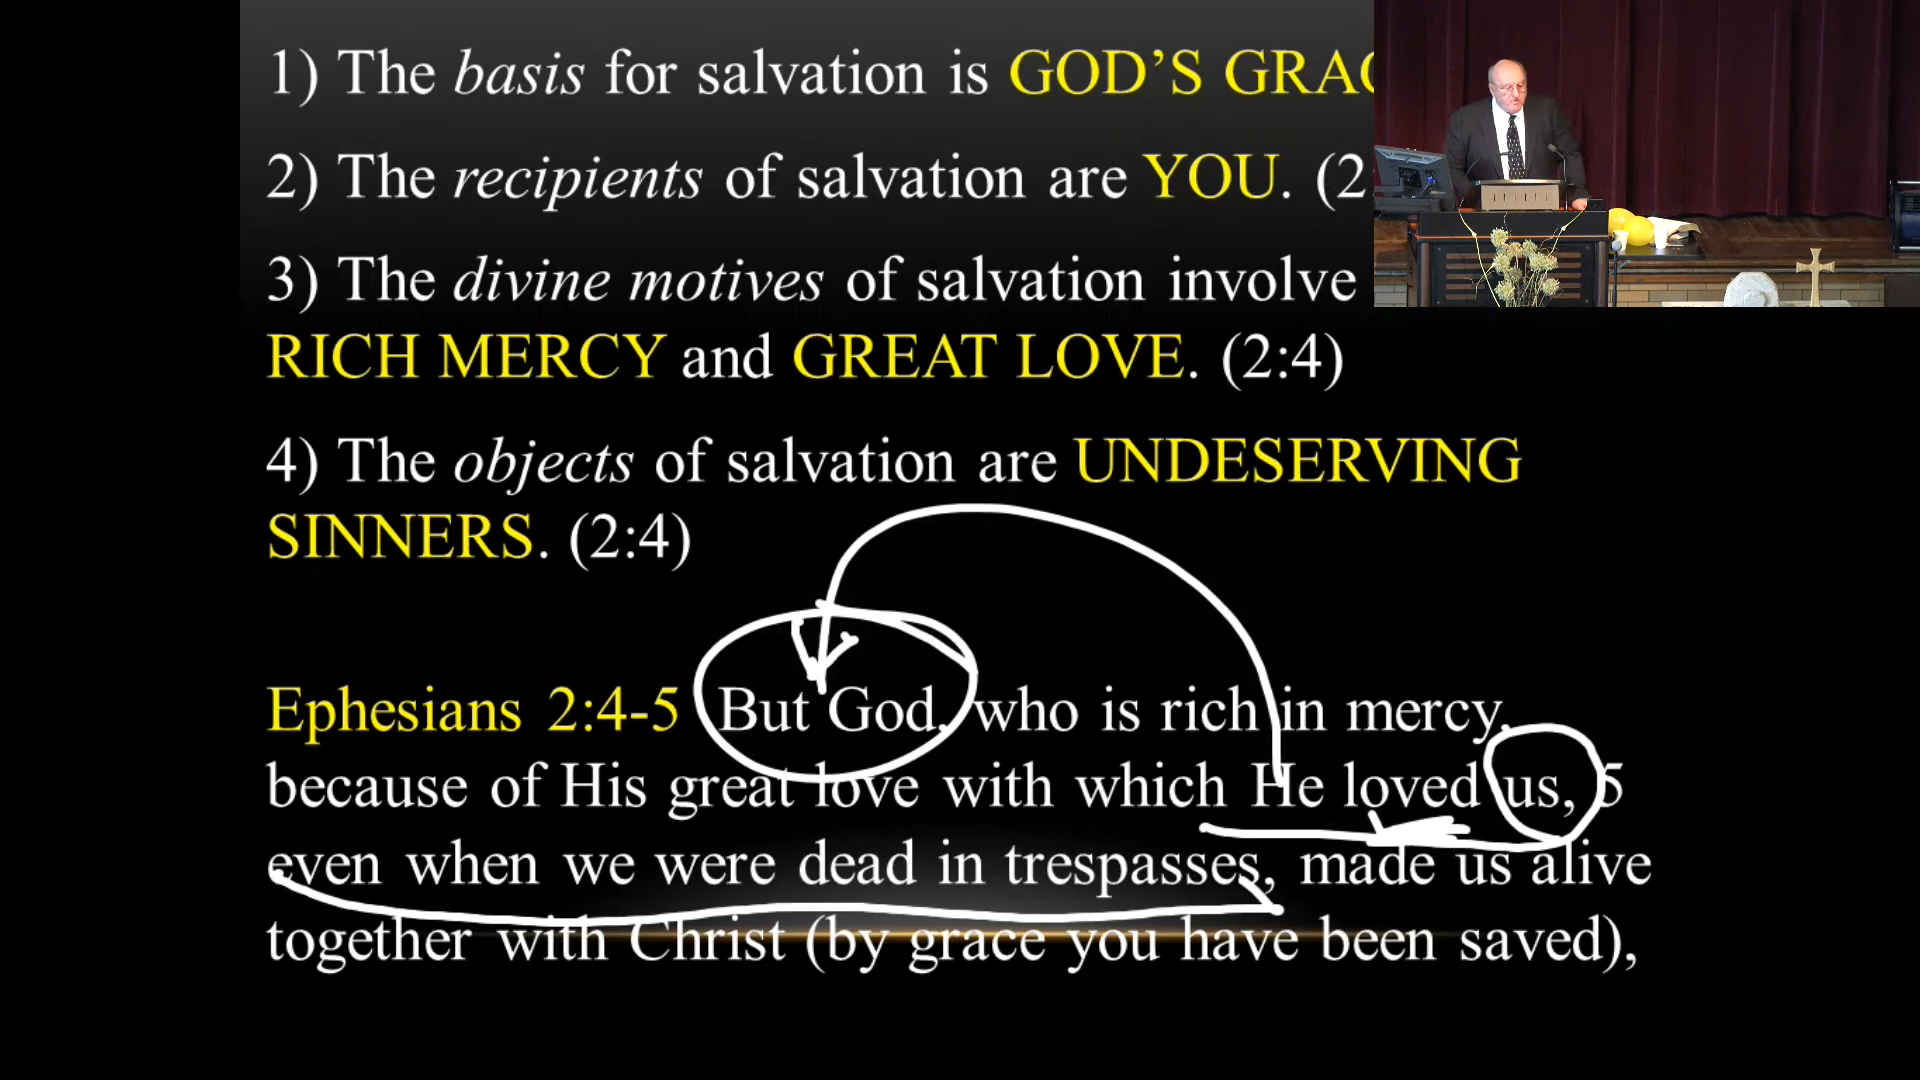 1) The basis for salvation is GOD'S GRAC
2) The recipients of salvation are YOU. (2
3) The divine motives of salvation involve
RICH MERCY and GREAT LOVE. (2:4)
4) The objects of salvation are UNDESERVING
SINNERS. (2:4)
Ephesians 2:4-5 But God, who is rich in mercy,
because of His great love with which He loved us, 5
even when we were dead in trespasses, made us alive
together with Christ (by grace you have been saved),